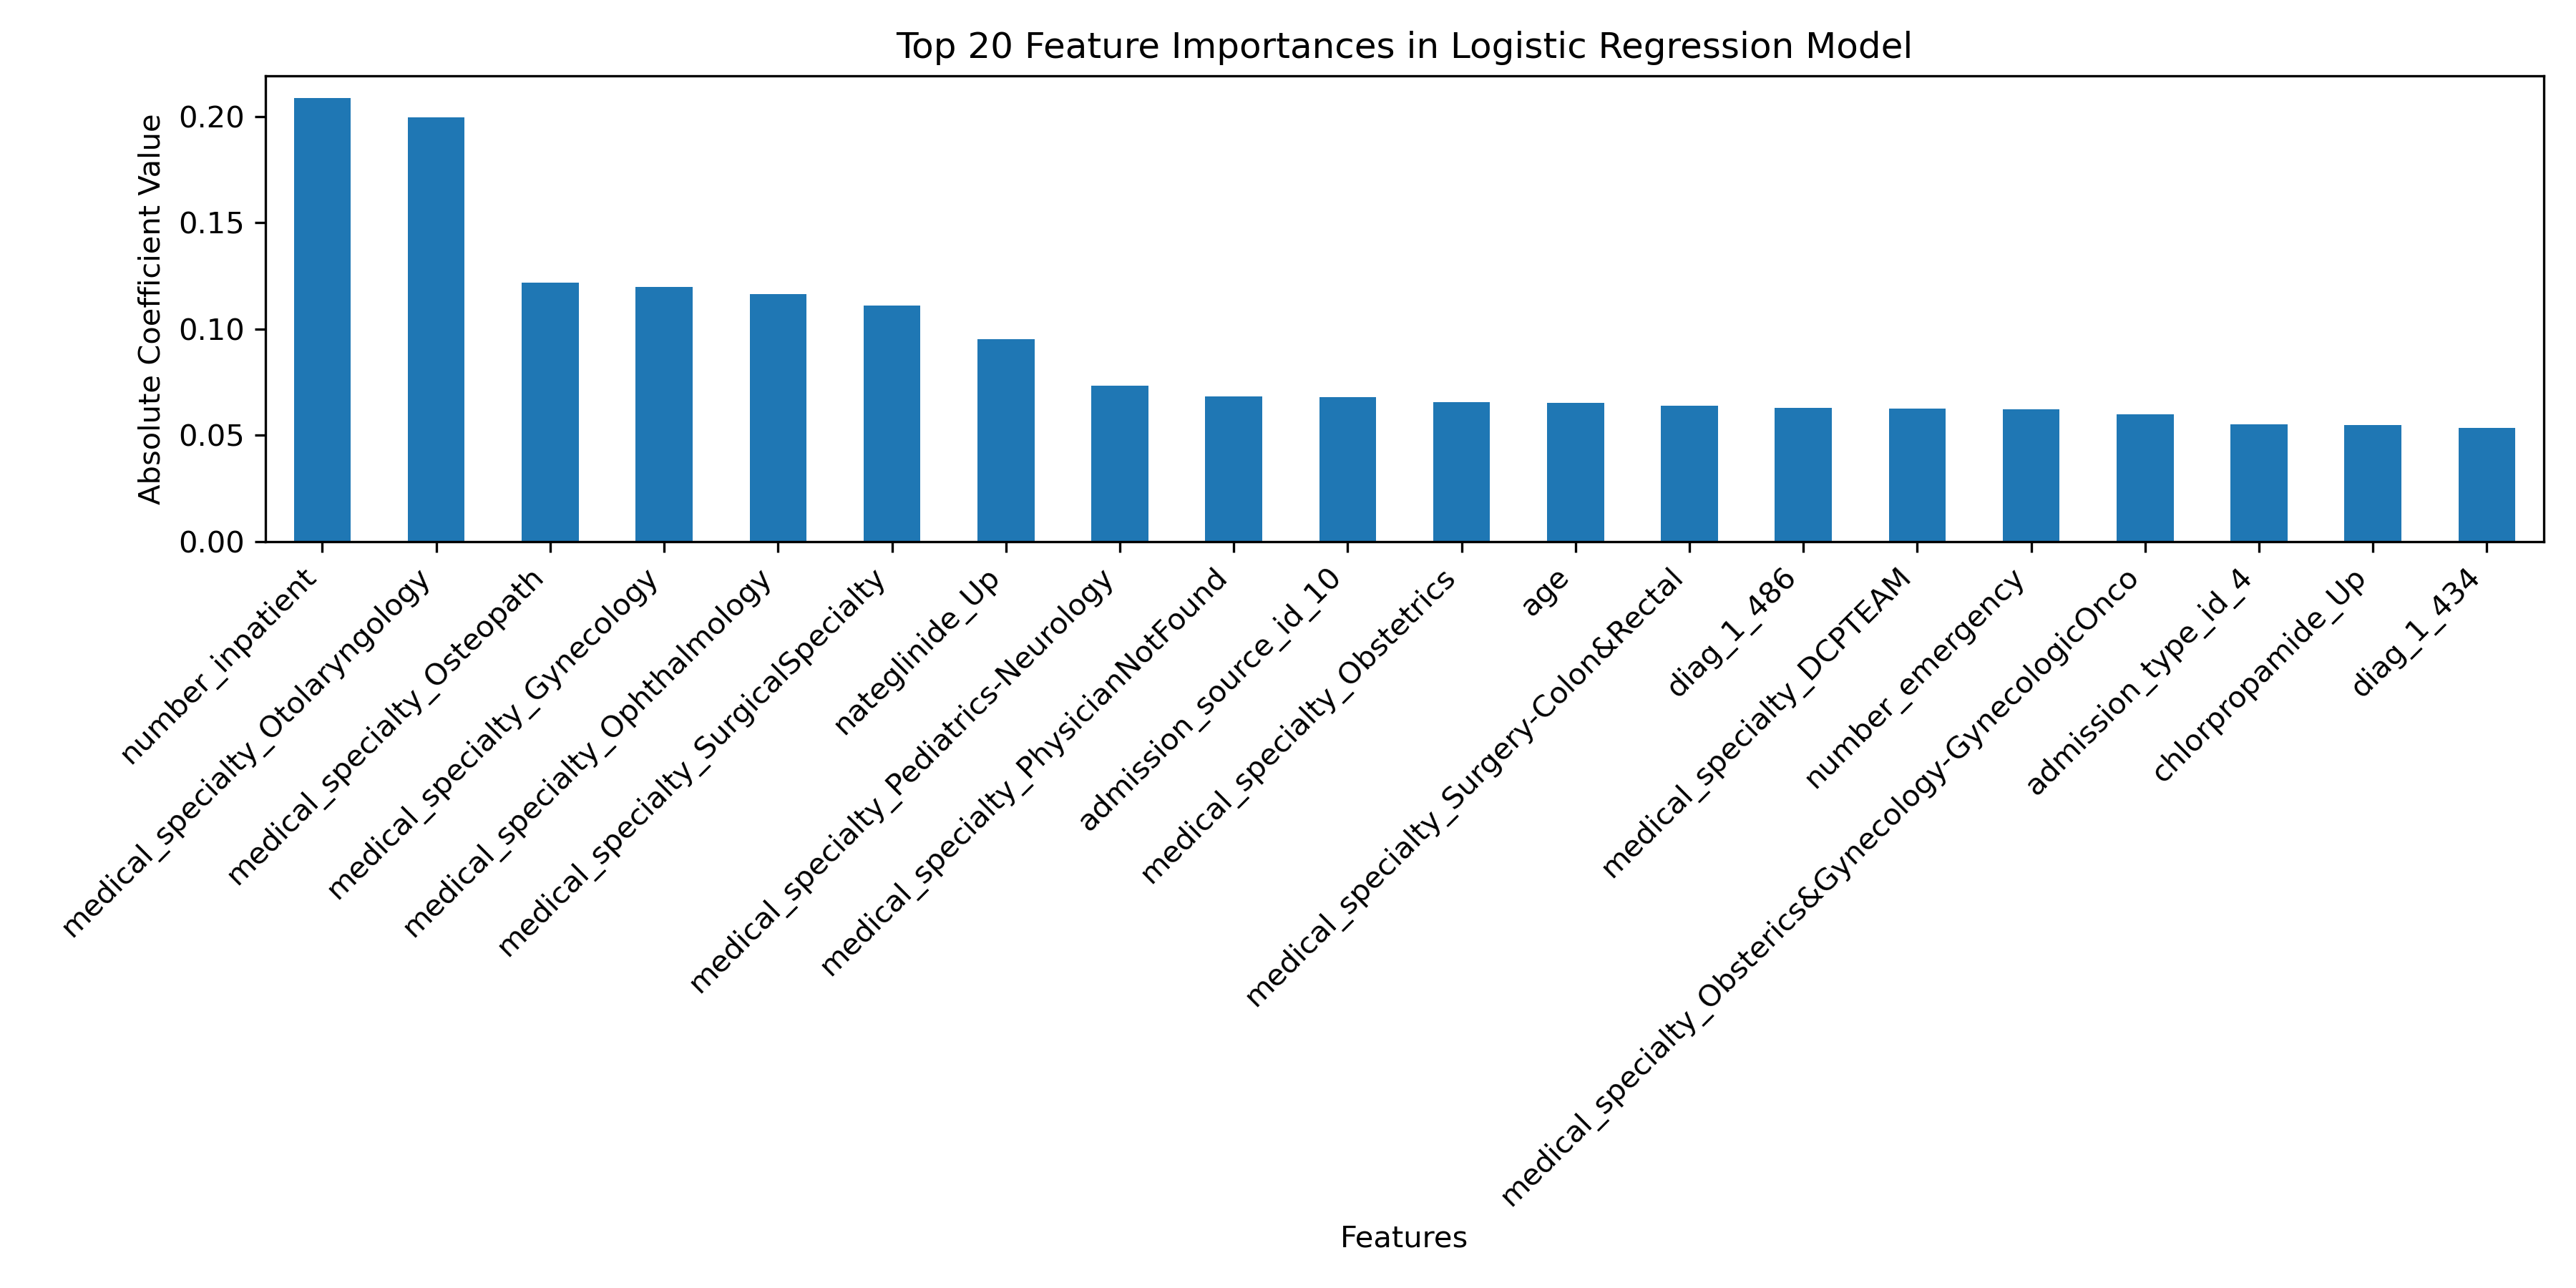 Top 20 Feature Importances in Logistic Regression Model
Absolute Coefficient Value
0.20
0.15
0.10
0.05
0.00
number_inpatient
medical_specialty_Otolaryngology
medical_specialty_Osteopath
medical_specialty_Gynecology
medical_specialty_Ophthalmology
medical_specialty_SurgicalSpecialty
nateglinide_Up
medical_specialty_Pediatrics-Neurology
medical_specialty_PhysicianNotFound
admission_source_id_10
medical_specialty_Obstetrics
age
medical_specialty_Surgery-Colon&Rectal
diag_1_486
medical_specialty_DCPTEAM
number_emergency
medical_specialty_Obsterics&Gynecology-GynecologicOnco
admission_type_id_4
chlorpropamide_Up
diag_1_434
Features